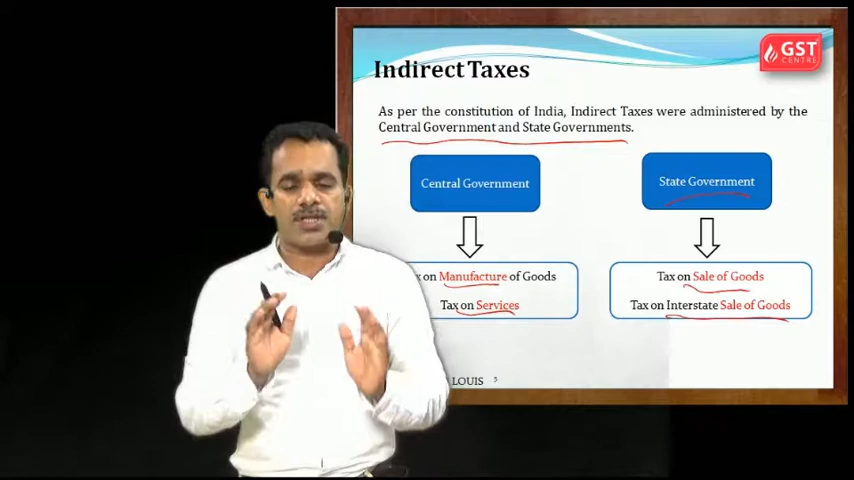 GST
CENTRE
Indirect Taxes
As per the constitution of India, Indirect Taxes were administered by the
Central Government and State Governments.
Central Government
State Government
on Manufacture of Goods
Tax on Services
Tax on Sale of Goods
Tax on Interstate Sale of Goods
LOUIS 5